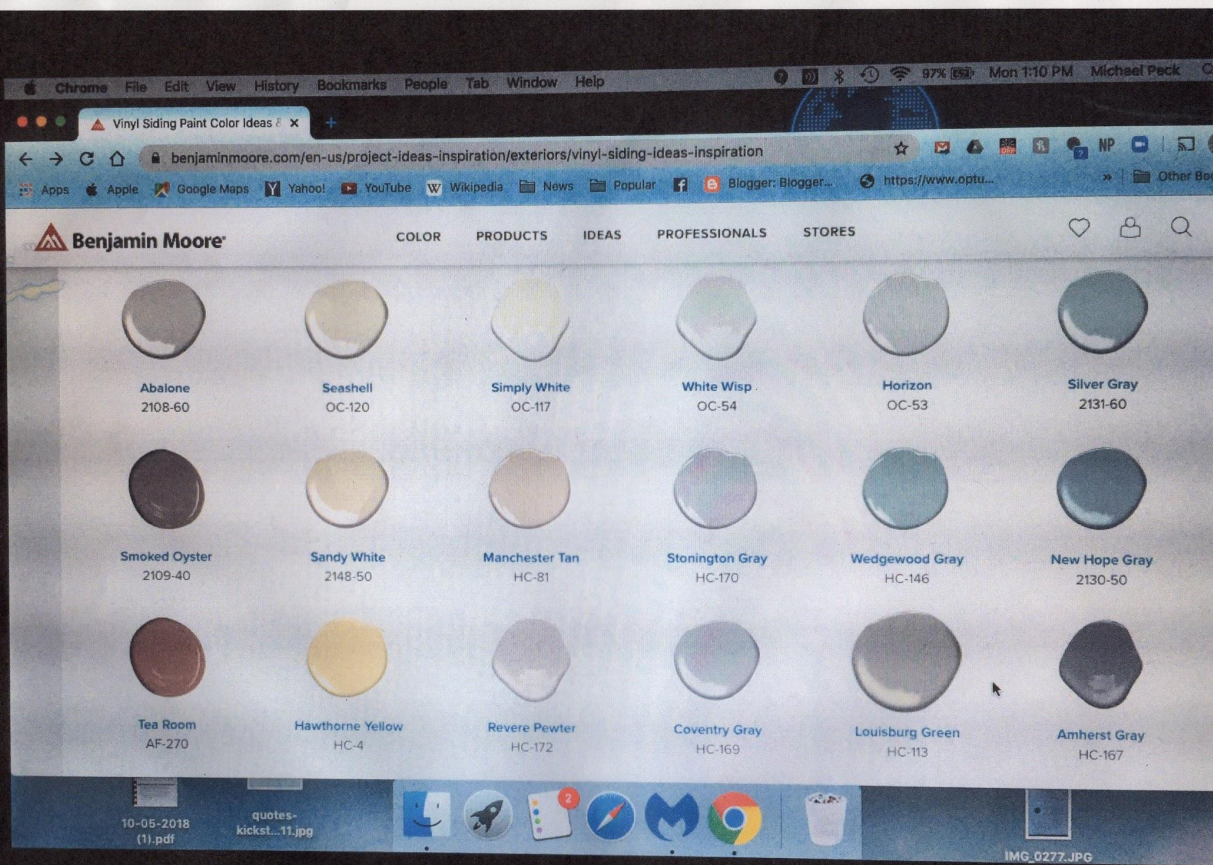 Chrome File Edit View History Bookmarks People Tab Window Help 97% Mon 1:10 PM Michael Peck
Vinyl Siding Paint Color Ideas &
benjaminmoore.com/en-us/project-ideas-inspiration/exteriors/vinyl-siding-ideas-inspiration NP
Apps Apple Google Maps Yahoo! YouTube W Wikipedia News Popular Blogger: Blogger... https://www.optu... » Other Boo
Benjamin Moore® COLOR PRODUCTS IDEAS PROFESSIONALS STORES
Abalone Seashell Simply White White Wisp Horizon Silver Gray
2108-60 OC-120 OC-117 OC-54 OC-53 2131-60
Smoked Oyster Sandy White Manchester Tan Stonington Gray Wedgewood Gray New Hope Gray
2109-40 2148-50 HC-81 HC-170 HC-146 2130-50
Tea Room Hawthorne Yellow Revere Pewter Coventry Gray Louisburg Green Amherst Gray
AF-270 HC-4 HC-172 HC-169 HC-113 HC-167
2
10-05-2018
(1).pdf
quotes-
kickst...11.jpg
IMG_0277.JPG